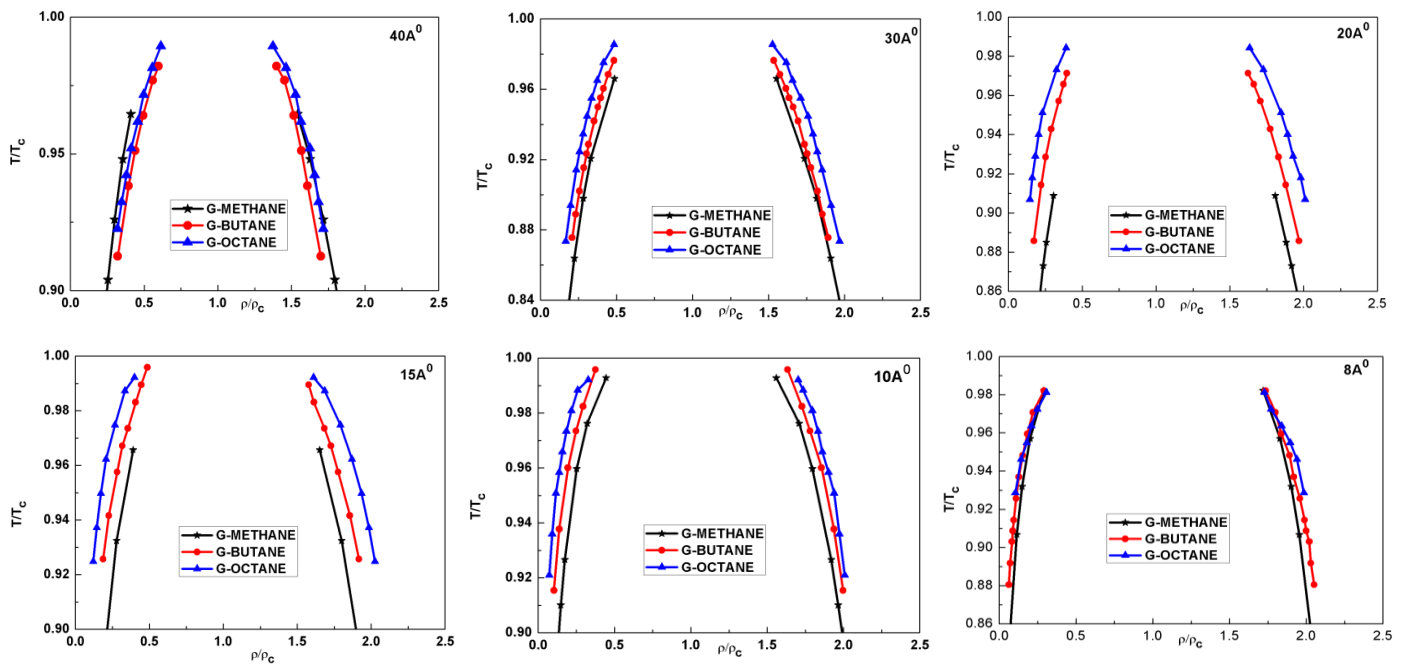 40A⁰
1.00
0.95
0.90
T/Tc
0.0 0.5 1.0 1.5 2.0 2.5
ρ/ρc
G-METHANE
G-BUTANE
G-OCTANE
30A⁰
1.00
0.96
0.92
0.88
0.84
T/Tc
0.0 0.5 1.0 1.5 2.0 2.5
ρ/ρc
G-METHANE
G-BUTANE
G-OCTANE
20A⁰
1.00
0.98
0.96
0.94
0.92
0.90
0.88
0.86
T/Tc
0.0 0.5 1.0 1.5 2.0 2.5
ρ/ρc
G-METHANE
G-BUTANE
G-OCTANE
15A⁰
1.00
0.98
0.96
0.94
0.92
0.90
T/Tc
0.0 0.5 1.0 1.5 2.0 2.5
ρ/ρc
G-METHANE
G-BUTANE
G-OCTANE
10A⁰
1.00
0.98
0.96
0.94
0.92
0.90
T/Tc
0.0 0.5 1.0 1.5 2.0 2.5
ρ/ρc
G-METHANE
G-BUTANE
G-OCTANE
8A⁰
1.00
0.98
0.96
0.94
0.92
0.90
0.88
0.86
T/Tc
0.0 0.5 1.0 1.5 2.0 2.5
ρ/ρc
G-METHANE
G-BUTANE
G-OCTANE